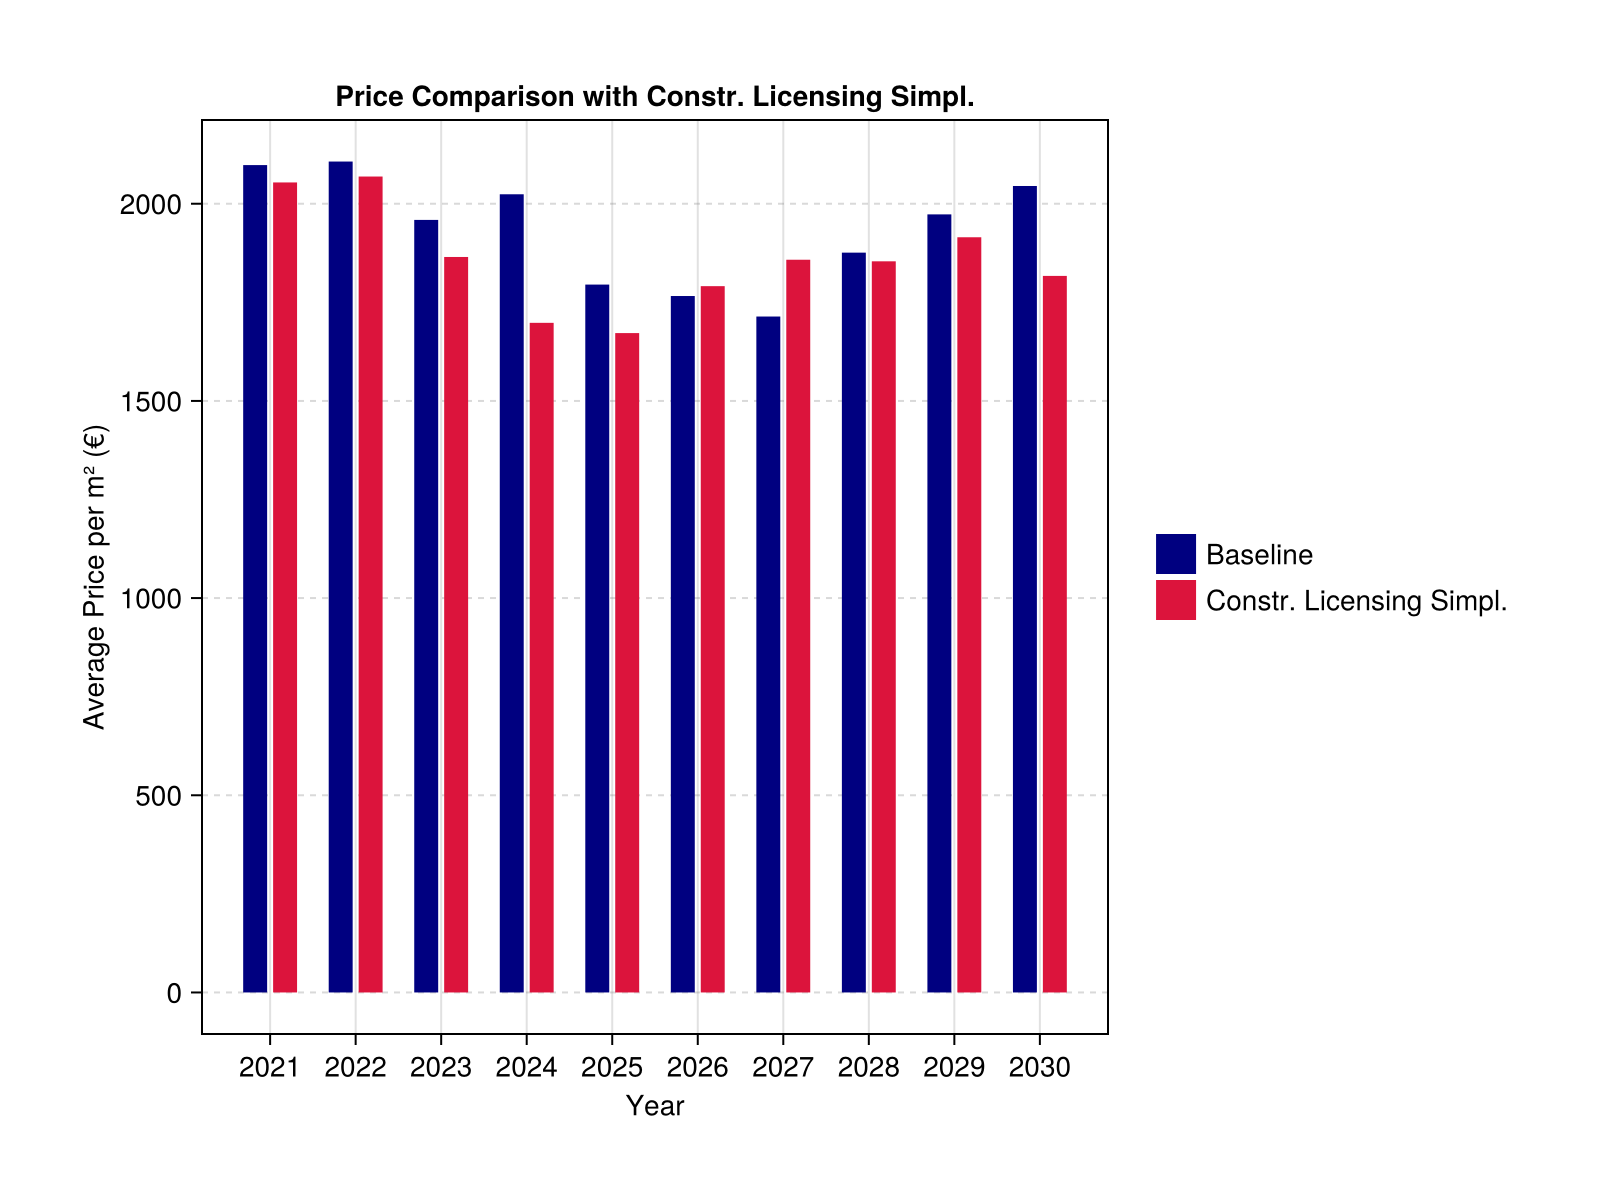 Price Comparison with Constr. Licensing Simpl.
Average Price per m² (€)
2000
1500
1000
500
0
2021 2022 2023 2024 2025 2026 2027 2028 2029 2030
Year
Baseline
Constr. Licensing Simpl.